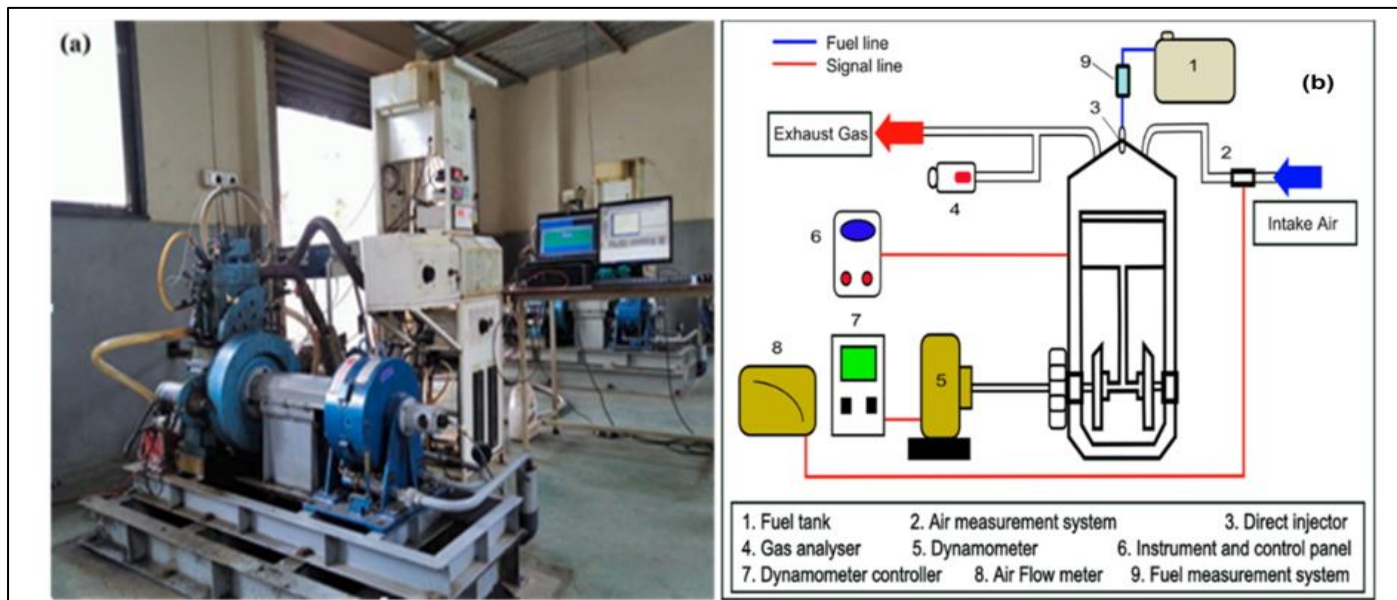 (a)
Fuel line
Signal line
(b)
9
1
3
Exhaust Gas
2
4
Intake Air
6
7
8
5
1. Fuel tank 2. Air measurement system 3. Direct injector
4. Gas analyser 5. Dynamometer 6. Instrument and control panel
7. Dynamometer controller 8. Air Flow meter 9. Fuel measurement system